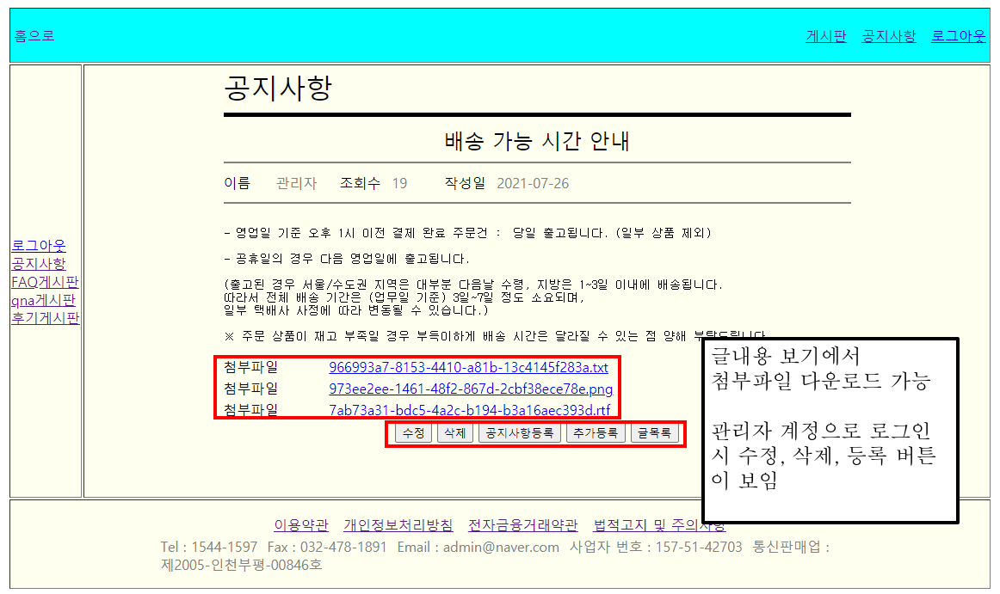 홈으로 게시판 공지사항 로그아웃
로그아웃
공지사항
FAQ게시판
qna게시판
후기게시판
공지사항
배송 가능 시간 안내
이름 관리자 조회수 19 작성일 2021-07-26
- 영업일 기준 오후 1시 이전 결제 완료 주문건 : 당일 출고됩니다. (일부 상품 제외)
- 공휴일의 경우 다음 영업일에 출고됩니다.
(출고된 경우 서울/수도권 지역은 대부분 다음날 수령, 지방은 1~3일 이내에 배송됩니다.
따라서 전체 배송 기간은 (업무일 기준) 3일~7일 정도 소요되며,
일부 택배사 사정에 따라 변동될 수 있습니다.)
※ 주문 상품이 재고 부족일 경우 부득이하게 배송 시간은 달라질 수 있는 점 양해 부탁드립니다
첨부파일 966993a7-8153-4410-a81b-13c4145f283a.txt
첨부파일 973ee2ee-1461-48f2-867d-2cbf38ece78e.png
첨부파일 7ab73a31-bdc5-4a2c-b194-b3a16aec393d.rtf
수정 삭제 공지사항등록 추가등록 글목록
글내용 보기에서
첨부파일 다운로드 가능
관리자 계정으로 로그인
시 수정, 삭제, 등록 버튼
이 보임
이용약관 개인정보처리방침 전자금융거래약관 법적고지 및 주의사항
Tel : 1544-1597 Fax : 032-478-1891 Email : admin@naver.com 사업자 번호 : 157-51-42703 통신판매업 :
제2005-인천부평-00846호